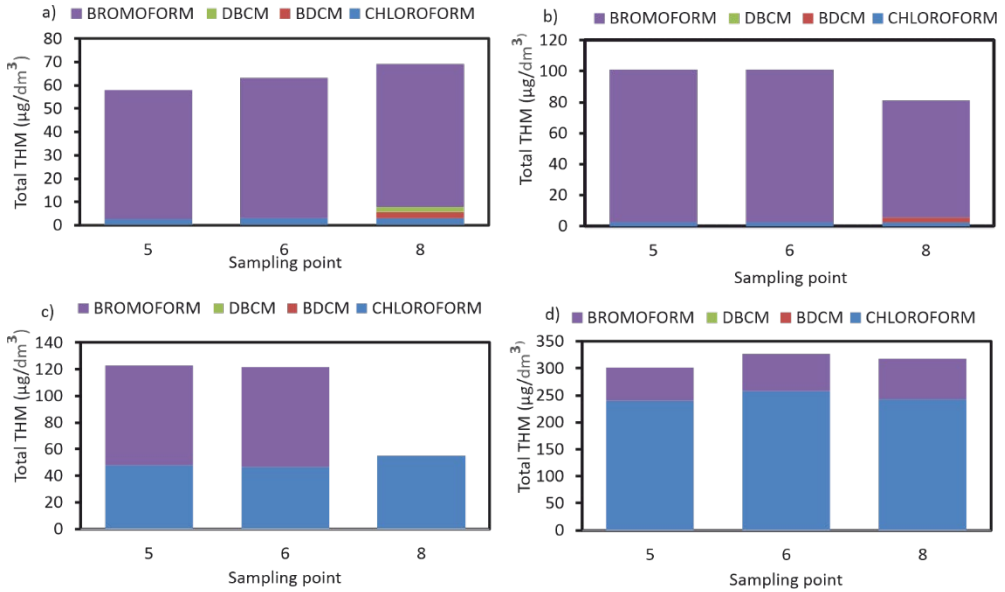 a) BROMOFORM DBCM BDCM CHLOROFORM
Total THM (µg/dm³)
80
70
60
50
40
30
20
10
0
5 6 8
Sampling point
b) BROMOFORM DBCM BDCM CHLOROFORM
Total THM (µg/dm³)
120
100
80
60
40
20
0
5 6 8
Sampling point
c) BROMOFORM DBCM BDCM CHLOROFORM
Total THM (µg/dm³)
140
120
100
80
60
40
20
0
5 6 8
Sampling point
d) BROMOFORM DBCM BDCM CHLOROFORM
Total THM (µg/dm³)
350
300
250
200
150
100
50
0
5 6 8
Sampling point